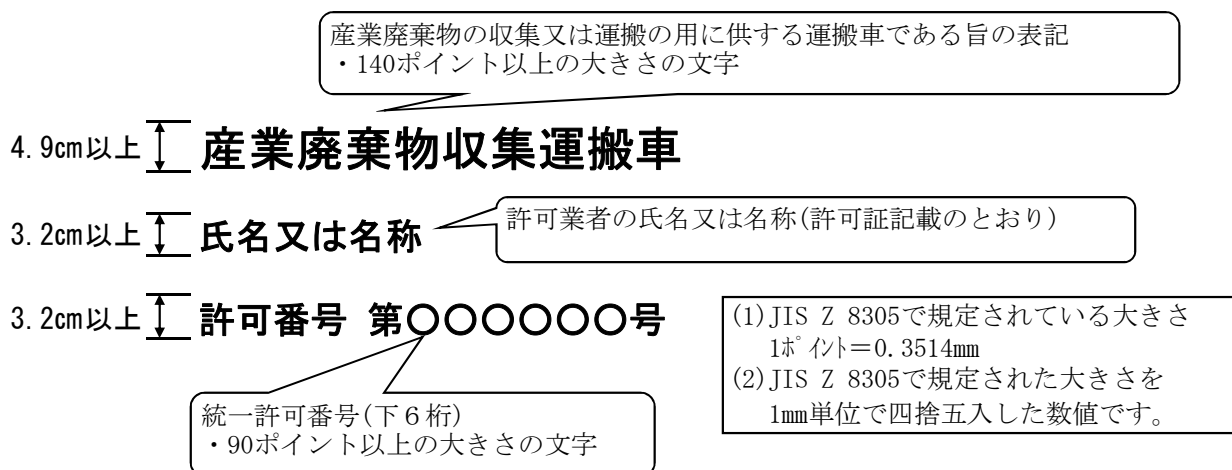 産業廃棄物の収集又は運搬の用に供する運搬車である旨の表記
・140ポイント以上の大きさの文字
4.9cm以上 産業廃棄物収集運搬車
3.2cm以上 氏名又は名称
許可業者の氏名又は名称(許可証記載のとおり)
3.2cm以上 許可番号 第○○○○○○号
統一許可番号(下６桁)
・90ポイント以上の大きさの文字
(1)JIS Z 8305で規定されている大きさ
1ﾎﾟｲﾝﾄ＝0.3514mm
(2)JIS Z 8305で規定された大きさを
1mm単位で四捨五入した数値です。